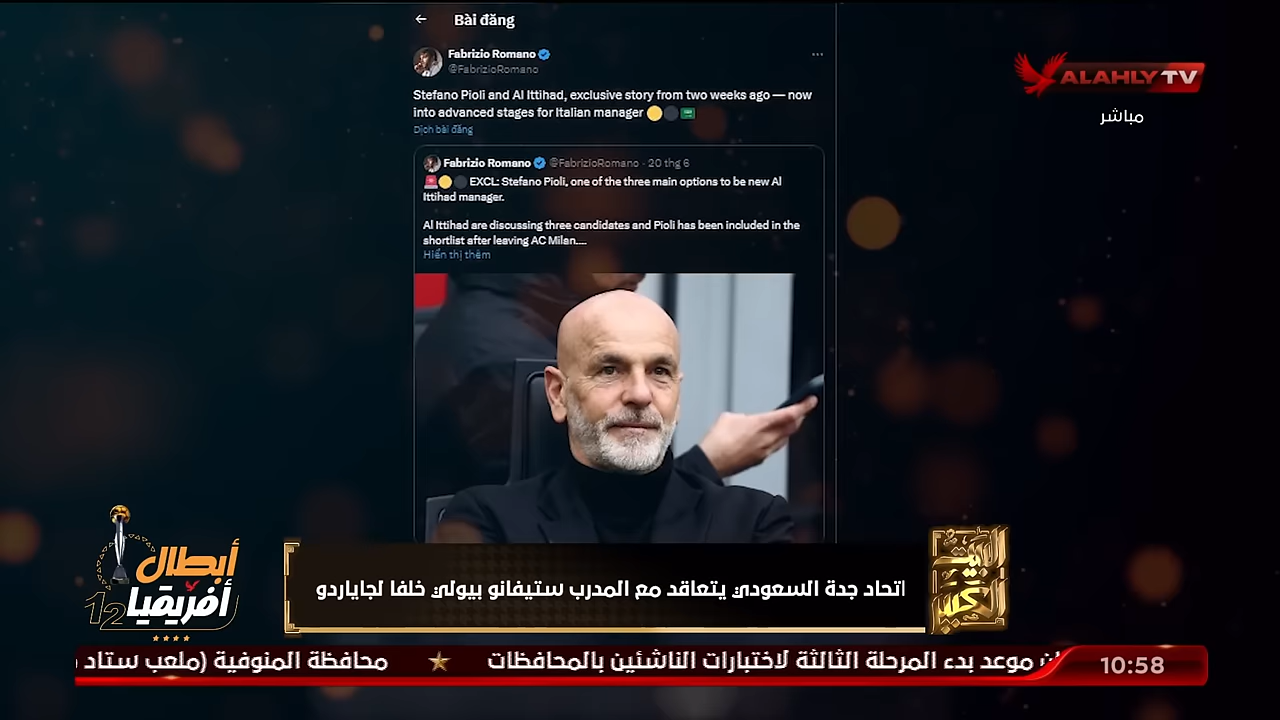 Bài đăng
Fabrizio Romano
@FabrizioRomano
Stefano Pioli and Al Ittihad, exclusive story from two weeks ago — now
into advanced stages for Italian manager 🟡⚫🇸🇦
Dịch bài đăng
Fabrizio Romano @FabrizioRomano · 20 thg 6
🚨🟡⚫ EXCL: Stefano Pioli, one of the three main options to be new Al
Ittihad manager.
Al Ittihad are discussing three candidates and Pioli has been included in the
shortlist after leaving AC Milan....
Hiển thị thêm
ALAHLY TV
مباشر
البيت
الكبير
اتحاد جدة السعودي يتعاقد مع المدرب ستيفانو بيولي خلفا لجاياردو
أبطال
أفريقيا
12
10:58
موعد بدء المرحلة الثالثة لاختبارات الناشئين بالمحافظات ★ محافظة المنوفية (ملعب ستاد